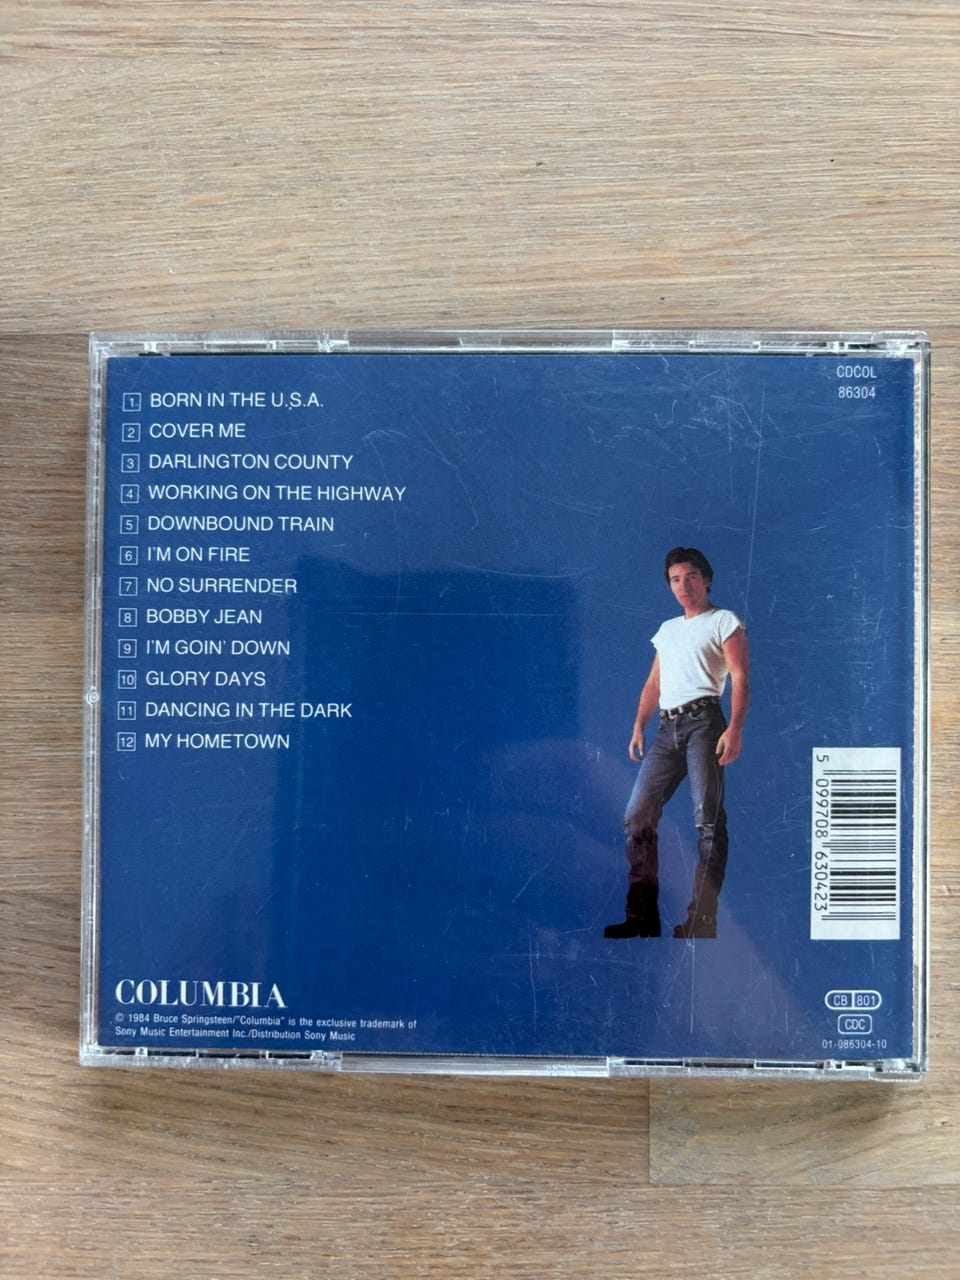 CDCOL
86304
1 BORN IN THE U.S.A.
2 COVER ME
3 DARLINGTON COUNTY
4 WORKING ON THE HIGHWAY
5 DOWNBOUND TRAIN
6 I'M ON FIRE
7 NO SURRENDER
8 BOBBY JEAN
9 I'M GOIN' DOWN
10 GLORY DAYS
11 DANCING IN THE DARK
12 MY HOMETOWN
5 099708 630423
COLUMBIA
© 1984 Bruce Springsteen/"Columbia" is the exclusive trademark of
Sony Music Entertainment Inc./Distribution Sony Music
CB 801
CDC
01-086304-10